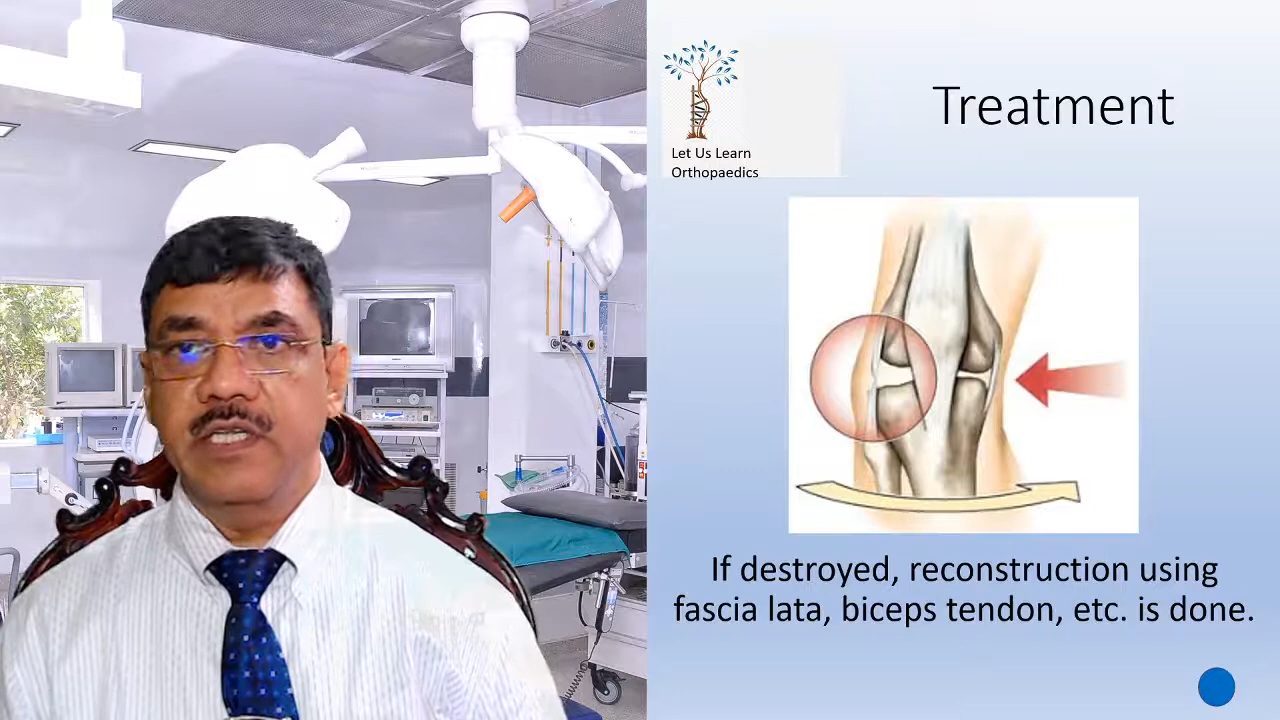 Treatment
Let Us Learn
Orthopaedics
If destroyed, reconstruction using
fascia lata, biceps tendon, etc. is done.